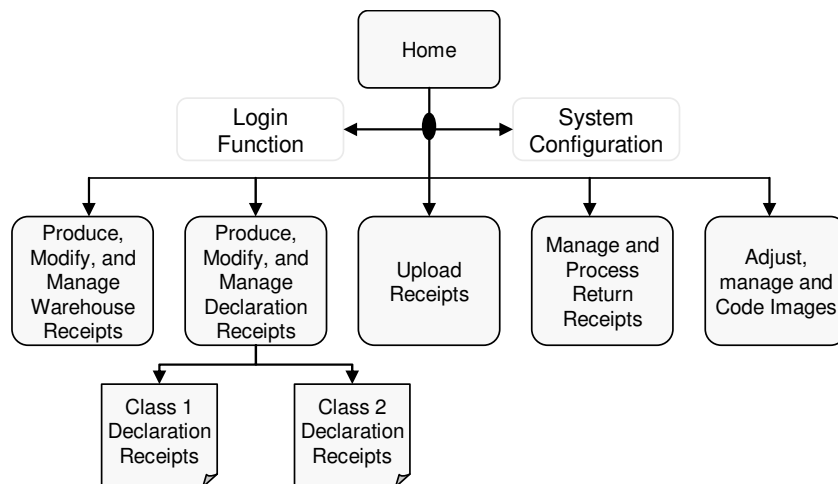 Home
Login
Function
System
Configuration
Produce,
Modify, and
Manage
Warehouse
Receipts
Produce,
Modify, and
Manage
Declaration
Receipts
Upload
Receipts
Manage and
Process
Return
Receipts
Adjust,
manage and
Code Images
Class 1
Declaration
Receipts
Class 2
Declaration
Receipts